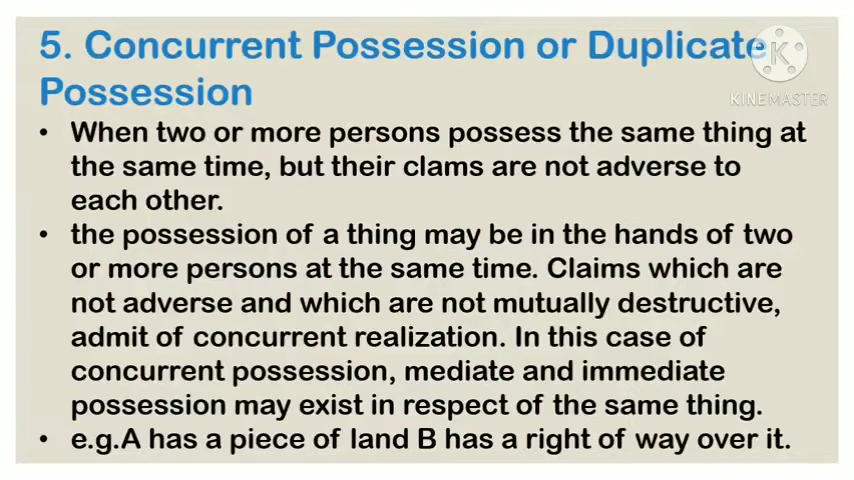 5. Concurrent Possession or Duplicate
Possession
KINEMASTER
• When two or more persons possess the same thing at
the same time, but their clams are not adverse to
each other.
• the possession of a thing may be in the hands of two
or more persons at the same time. Claims which are
not adverse and which are not mutually destructive,
admit of concurrent realization. In this case of
concurrent possession, mediate and immediate
possession may exist in respect of the same thing.
• e.g.A has a piece of land B has a right of way over it.